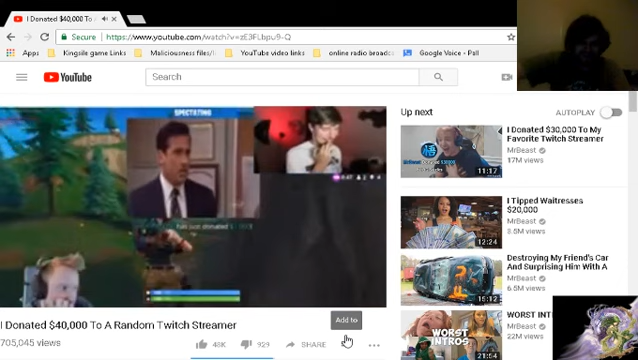 I Donated $40,000 To A
Secure
https://www.youtube.com/watch?v=zE3FLbpu9-Q
Apps
Kingsile game Links
Maliciousness files/
YouTube video links
online radio broadcas
Google Voice - Pall
YouTube
Search
SPECTATING
has just donated
Up next
AUTOPLAY
I Donated $30,000 To My
Favorite Twitch Streamer
MrBeast
17M views
11:17
I Tipped Waitresses
$20,000
MrBeast
3.5M views
12:24
Destroying My Friend's Car
And Surprising Him With A
MrBeast
6.5M views
15:12
WORST INT
MrBeast
22M views
WORST
INTROS
21:54
I Donated $40,000 To A Random Twitch Streamer
Add to
705,045 views
48K
929
SHARE